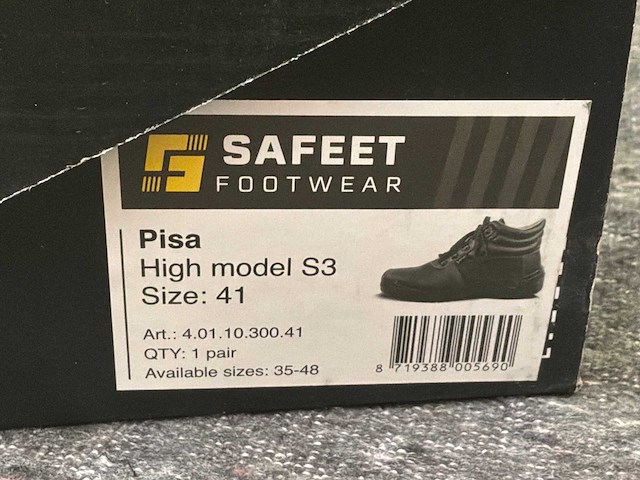 SAFEET
FOOTWEAR
Pisa
High model S3
Size: 41
Art.: 4.01.10.300.41
QTY: 1 pair
Available sizes: 35-48
8 719388 005690